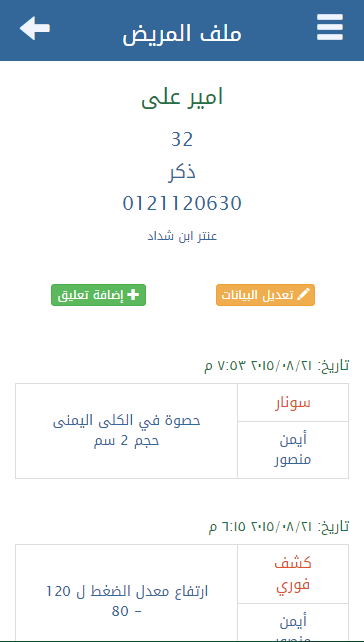 ملف المريض
امير على
32
ذكر
0121120630
عنتر ابن شداد
تعديل البيانات
إضافة تعليق
تاريخ: ٢٠١٥/٠٨/٢١ ٧:٥٣ م
سونار
أيمن
منصور
حصوة في الكلى اليمنى
حجم 2 سم
تاريخ: ٢٠١٥/٠٨/٢١ ٦:١٥ م
كشف
فوري
أيمن
ارتفاع معدل الضغط ل 120
– 80